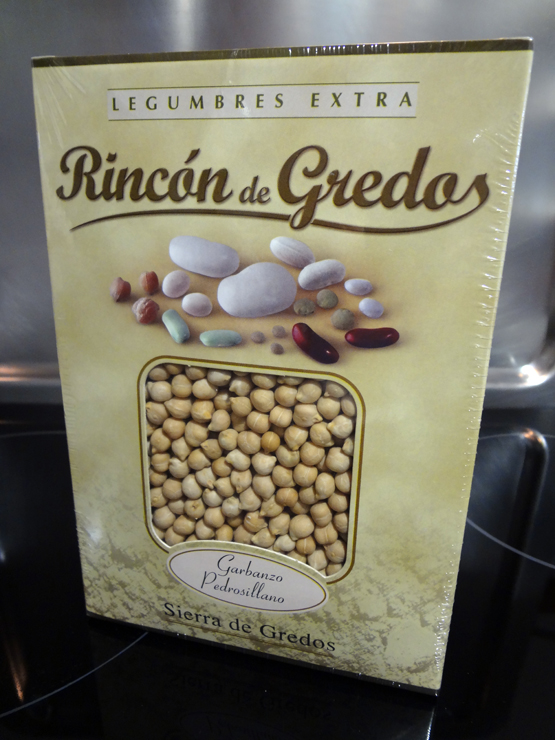 LEGUMBRES EXTRA
Rincón de Gredos
Garbanzo
Pedrosillano
Sierra de Gredos